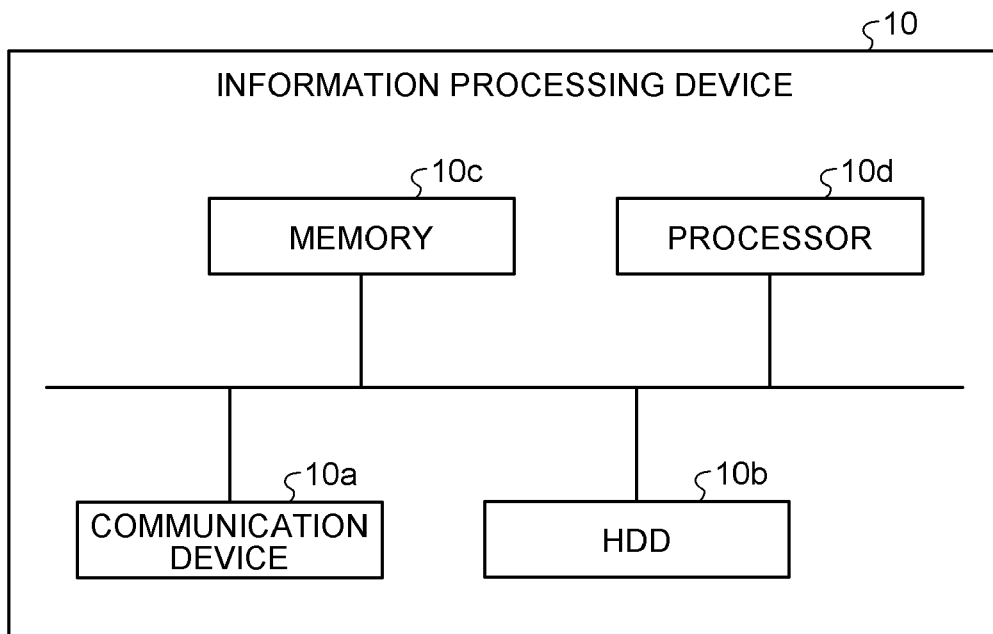 10
INFORMATION PROCESSING DEVICE
10c
10d
MEMORY
PROCESSOR
10a
10b
COMMUNICATION
DEVICE
HDD